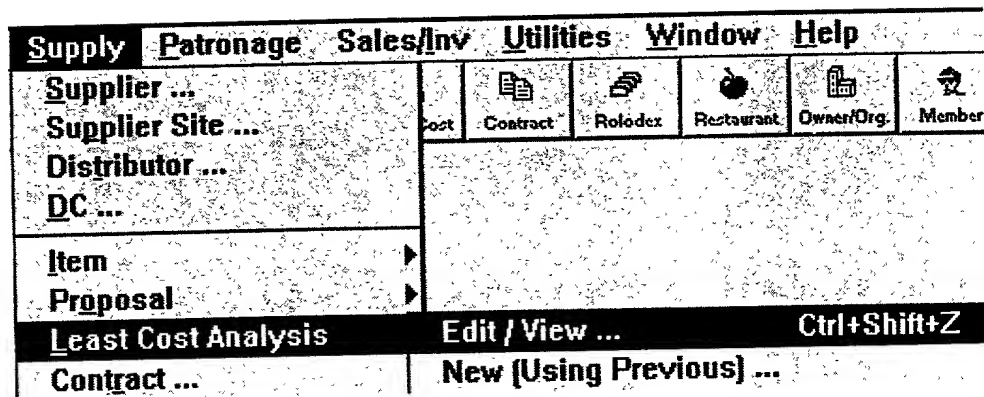 Supply Patronage Sales/Inv Utilities Window Help
Supplier ...
Supplier Site ...
Distributor ...
DC ...
Cost Contract Rolodex Restaurant Owner/Org. Member
Item
Proposal
Least Cost Analysis
Contract ...
Edit / View ... Ctrl+Shift+Z
New (Using Previous) ...